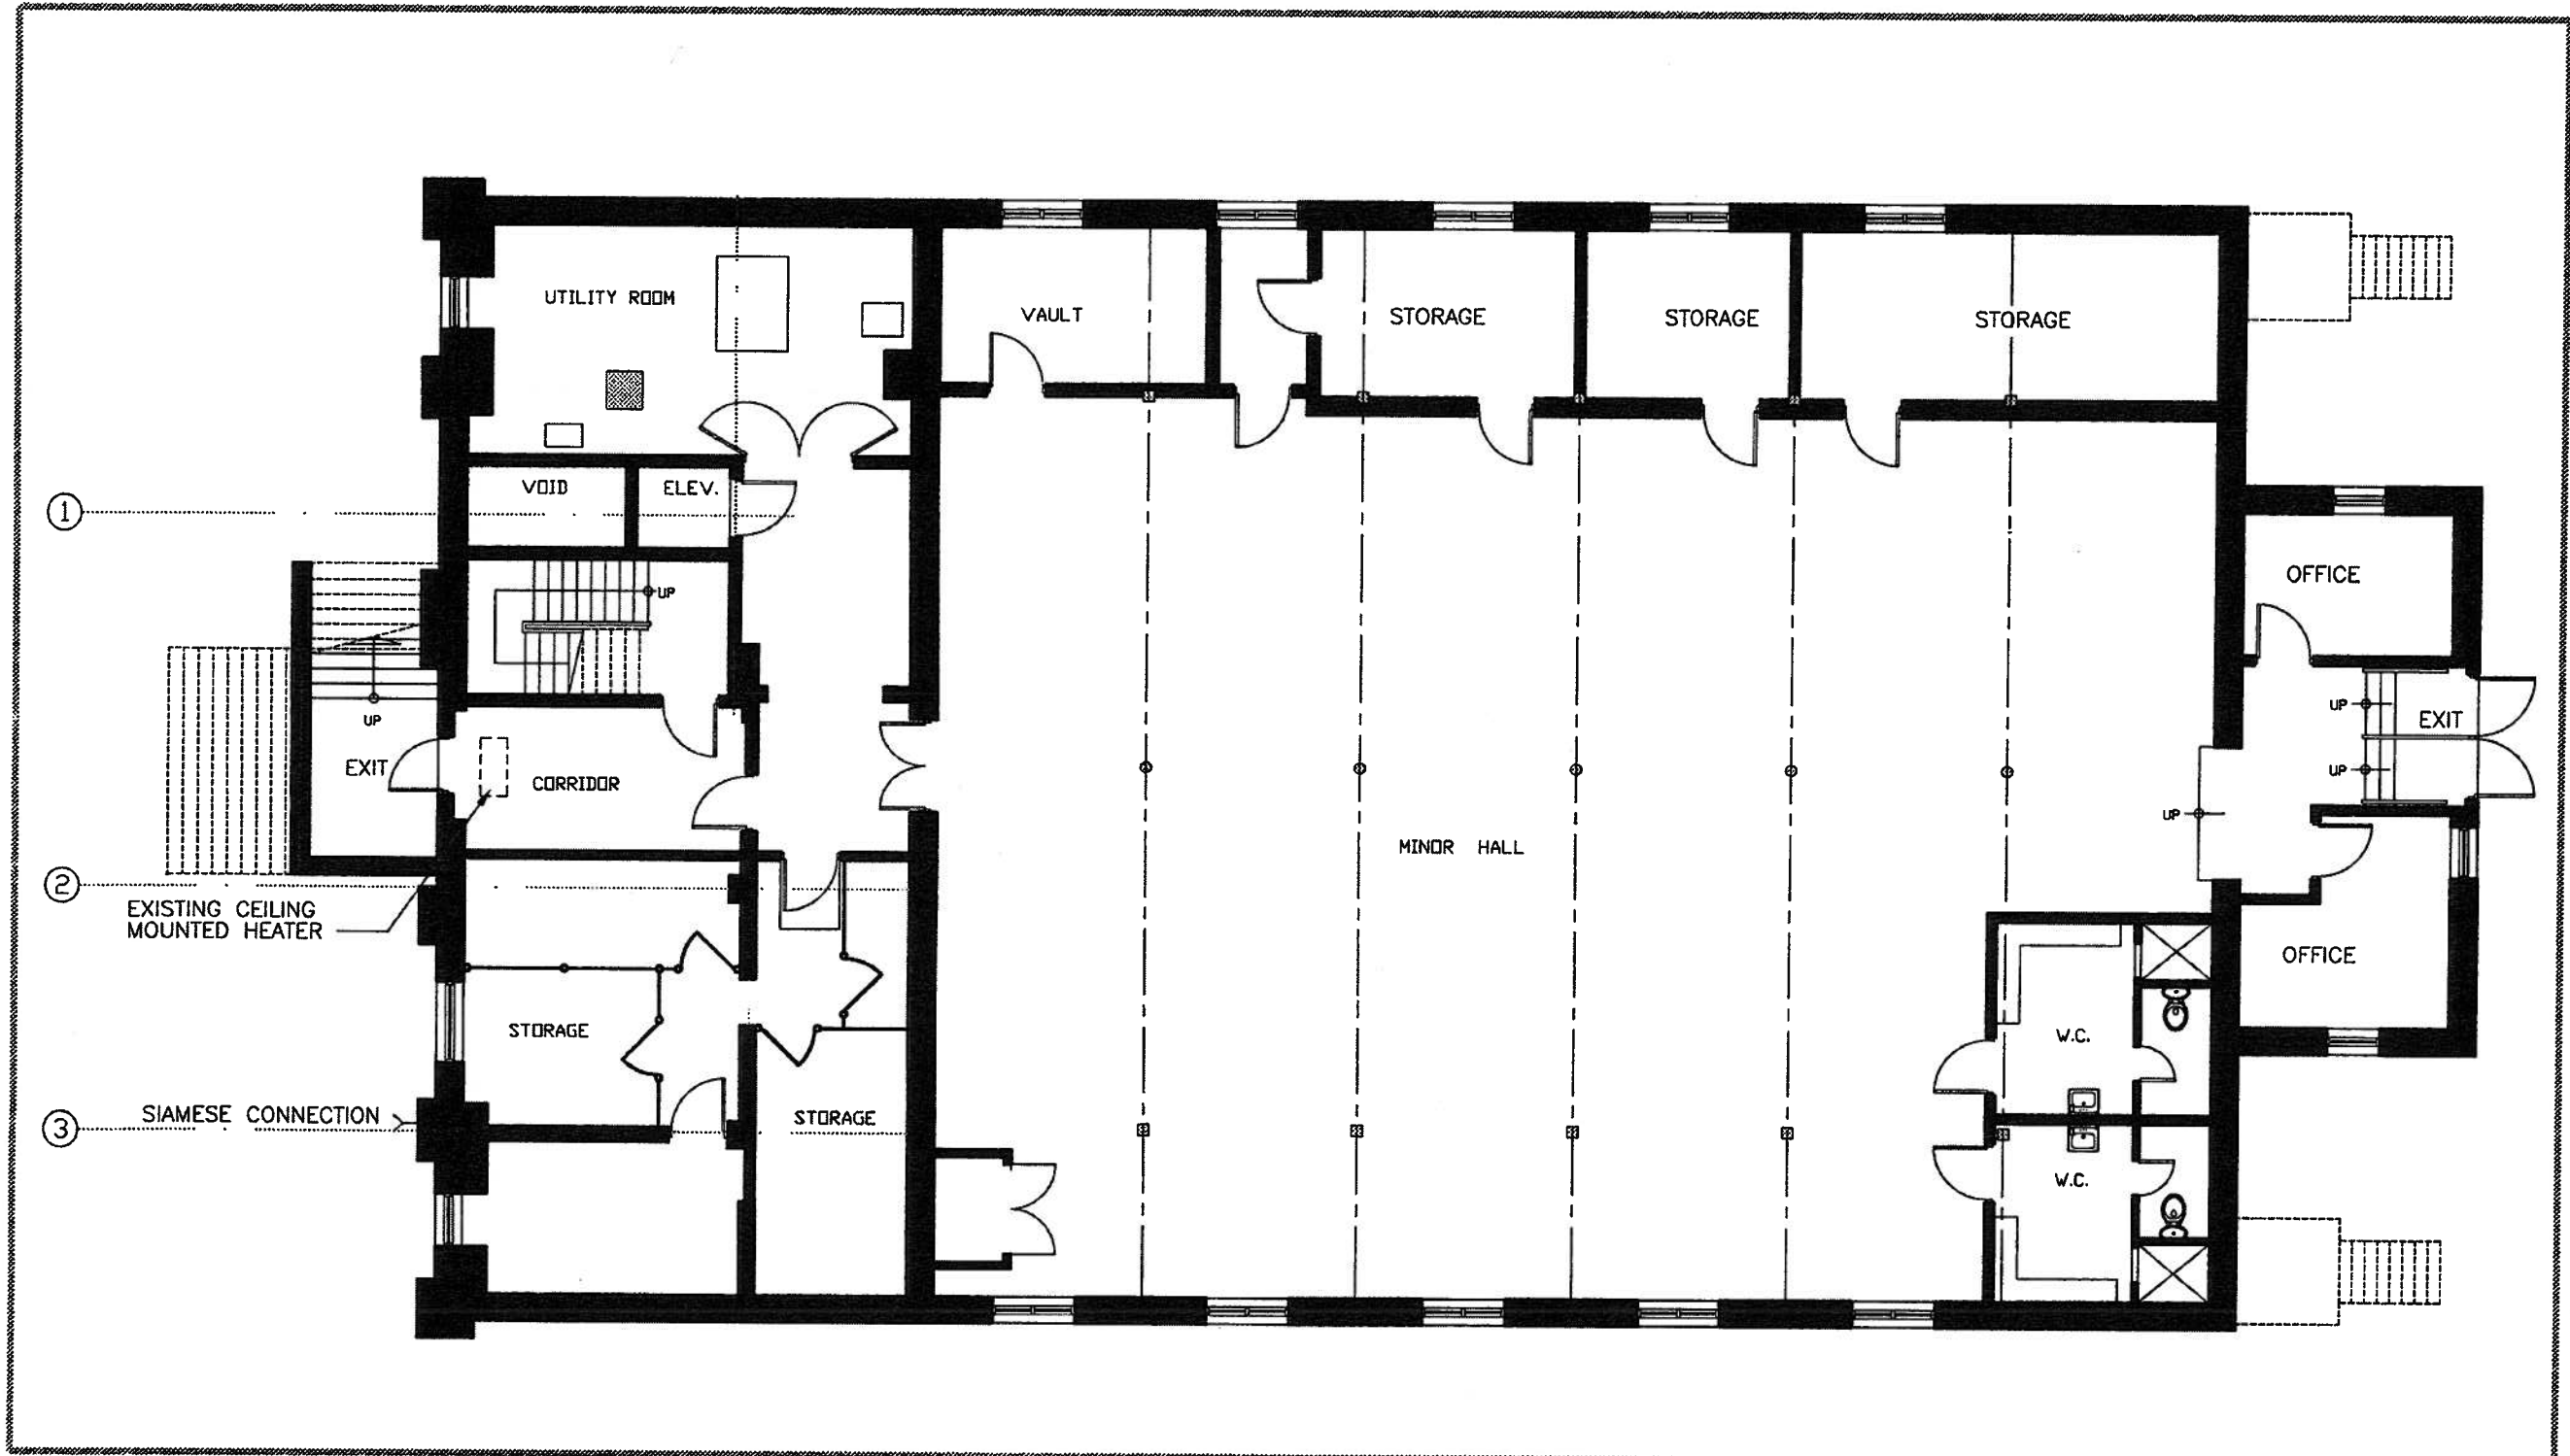 UTILITY ROOM
VAULT
STORAGE
STORAGE
STORAGE
VOID
ELEV.
1
UP
OFFICE
UP
UP
EXIT
UP
EXIT
CORRIDOR
UP
UP
MINOR HALL
2
EXISTING CEILING
MOUNTED HEATER
OFFICE
STORAGE
W.C.
3
SIAMESE CONNECTION
STORAGE
W.C.